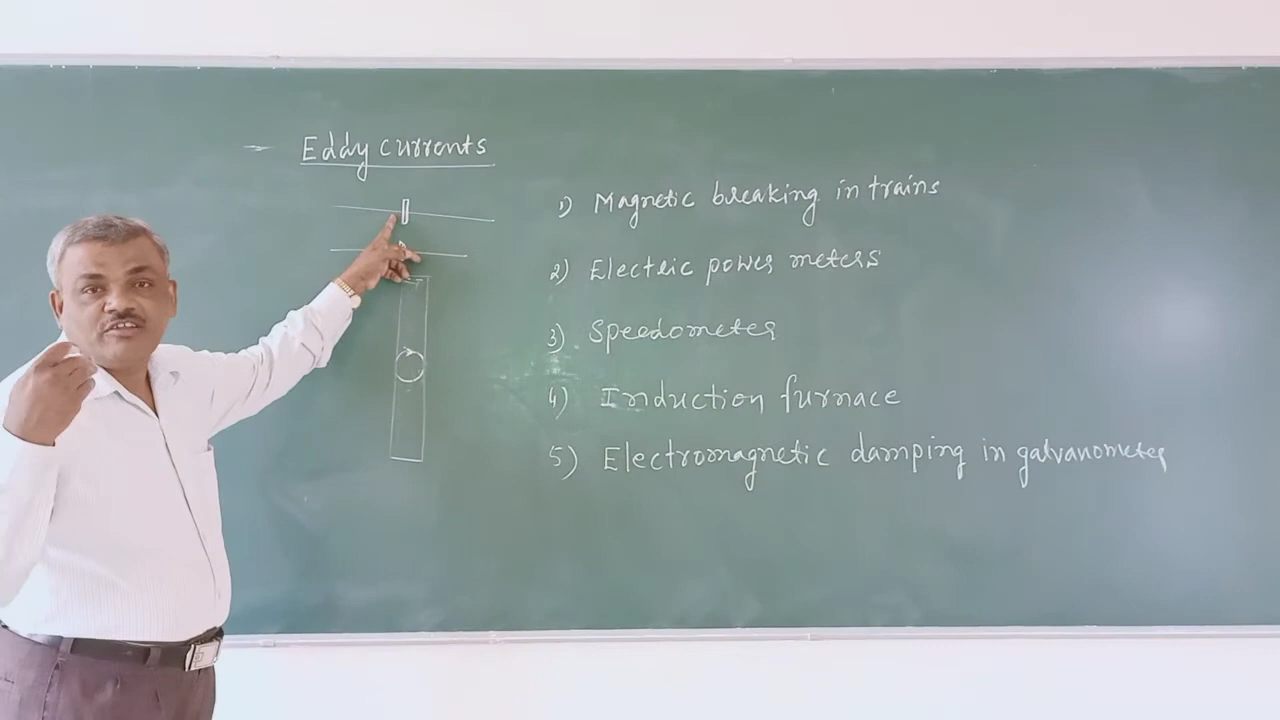 Eddy currents
1) Magnetic breaking in trains
2) Electric power meters
3) Speedometer
4) Induction furnace
5) Electromagnetic damping in galvanometer